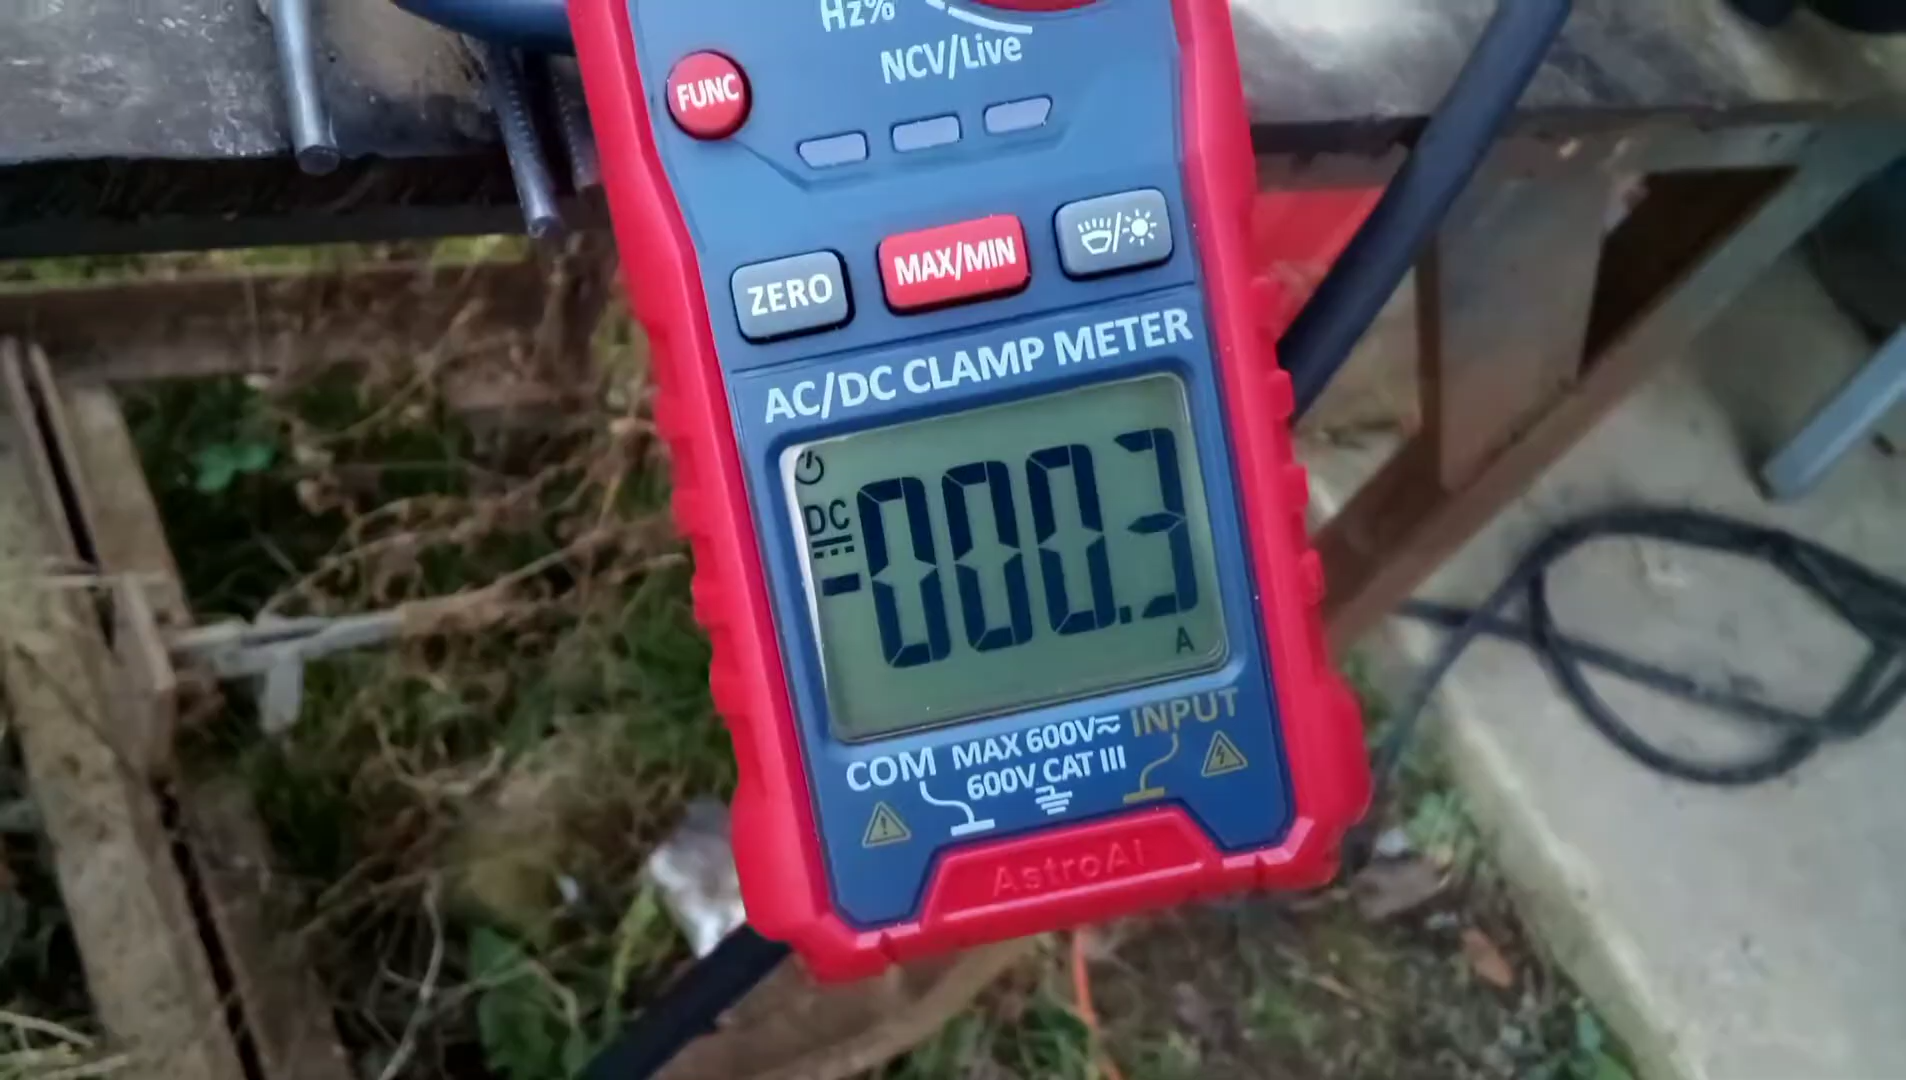 Hz%
NCV/Live
FUNC
ZERO
MAX/MIN
AC/DC CLAMP METER
DC
-000.3
A
COM
MAX 600V
INPUT
600V CAT III
AstroAI